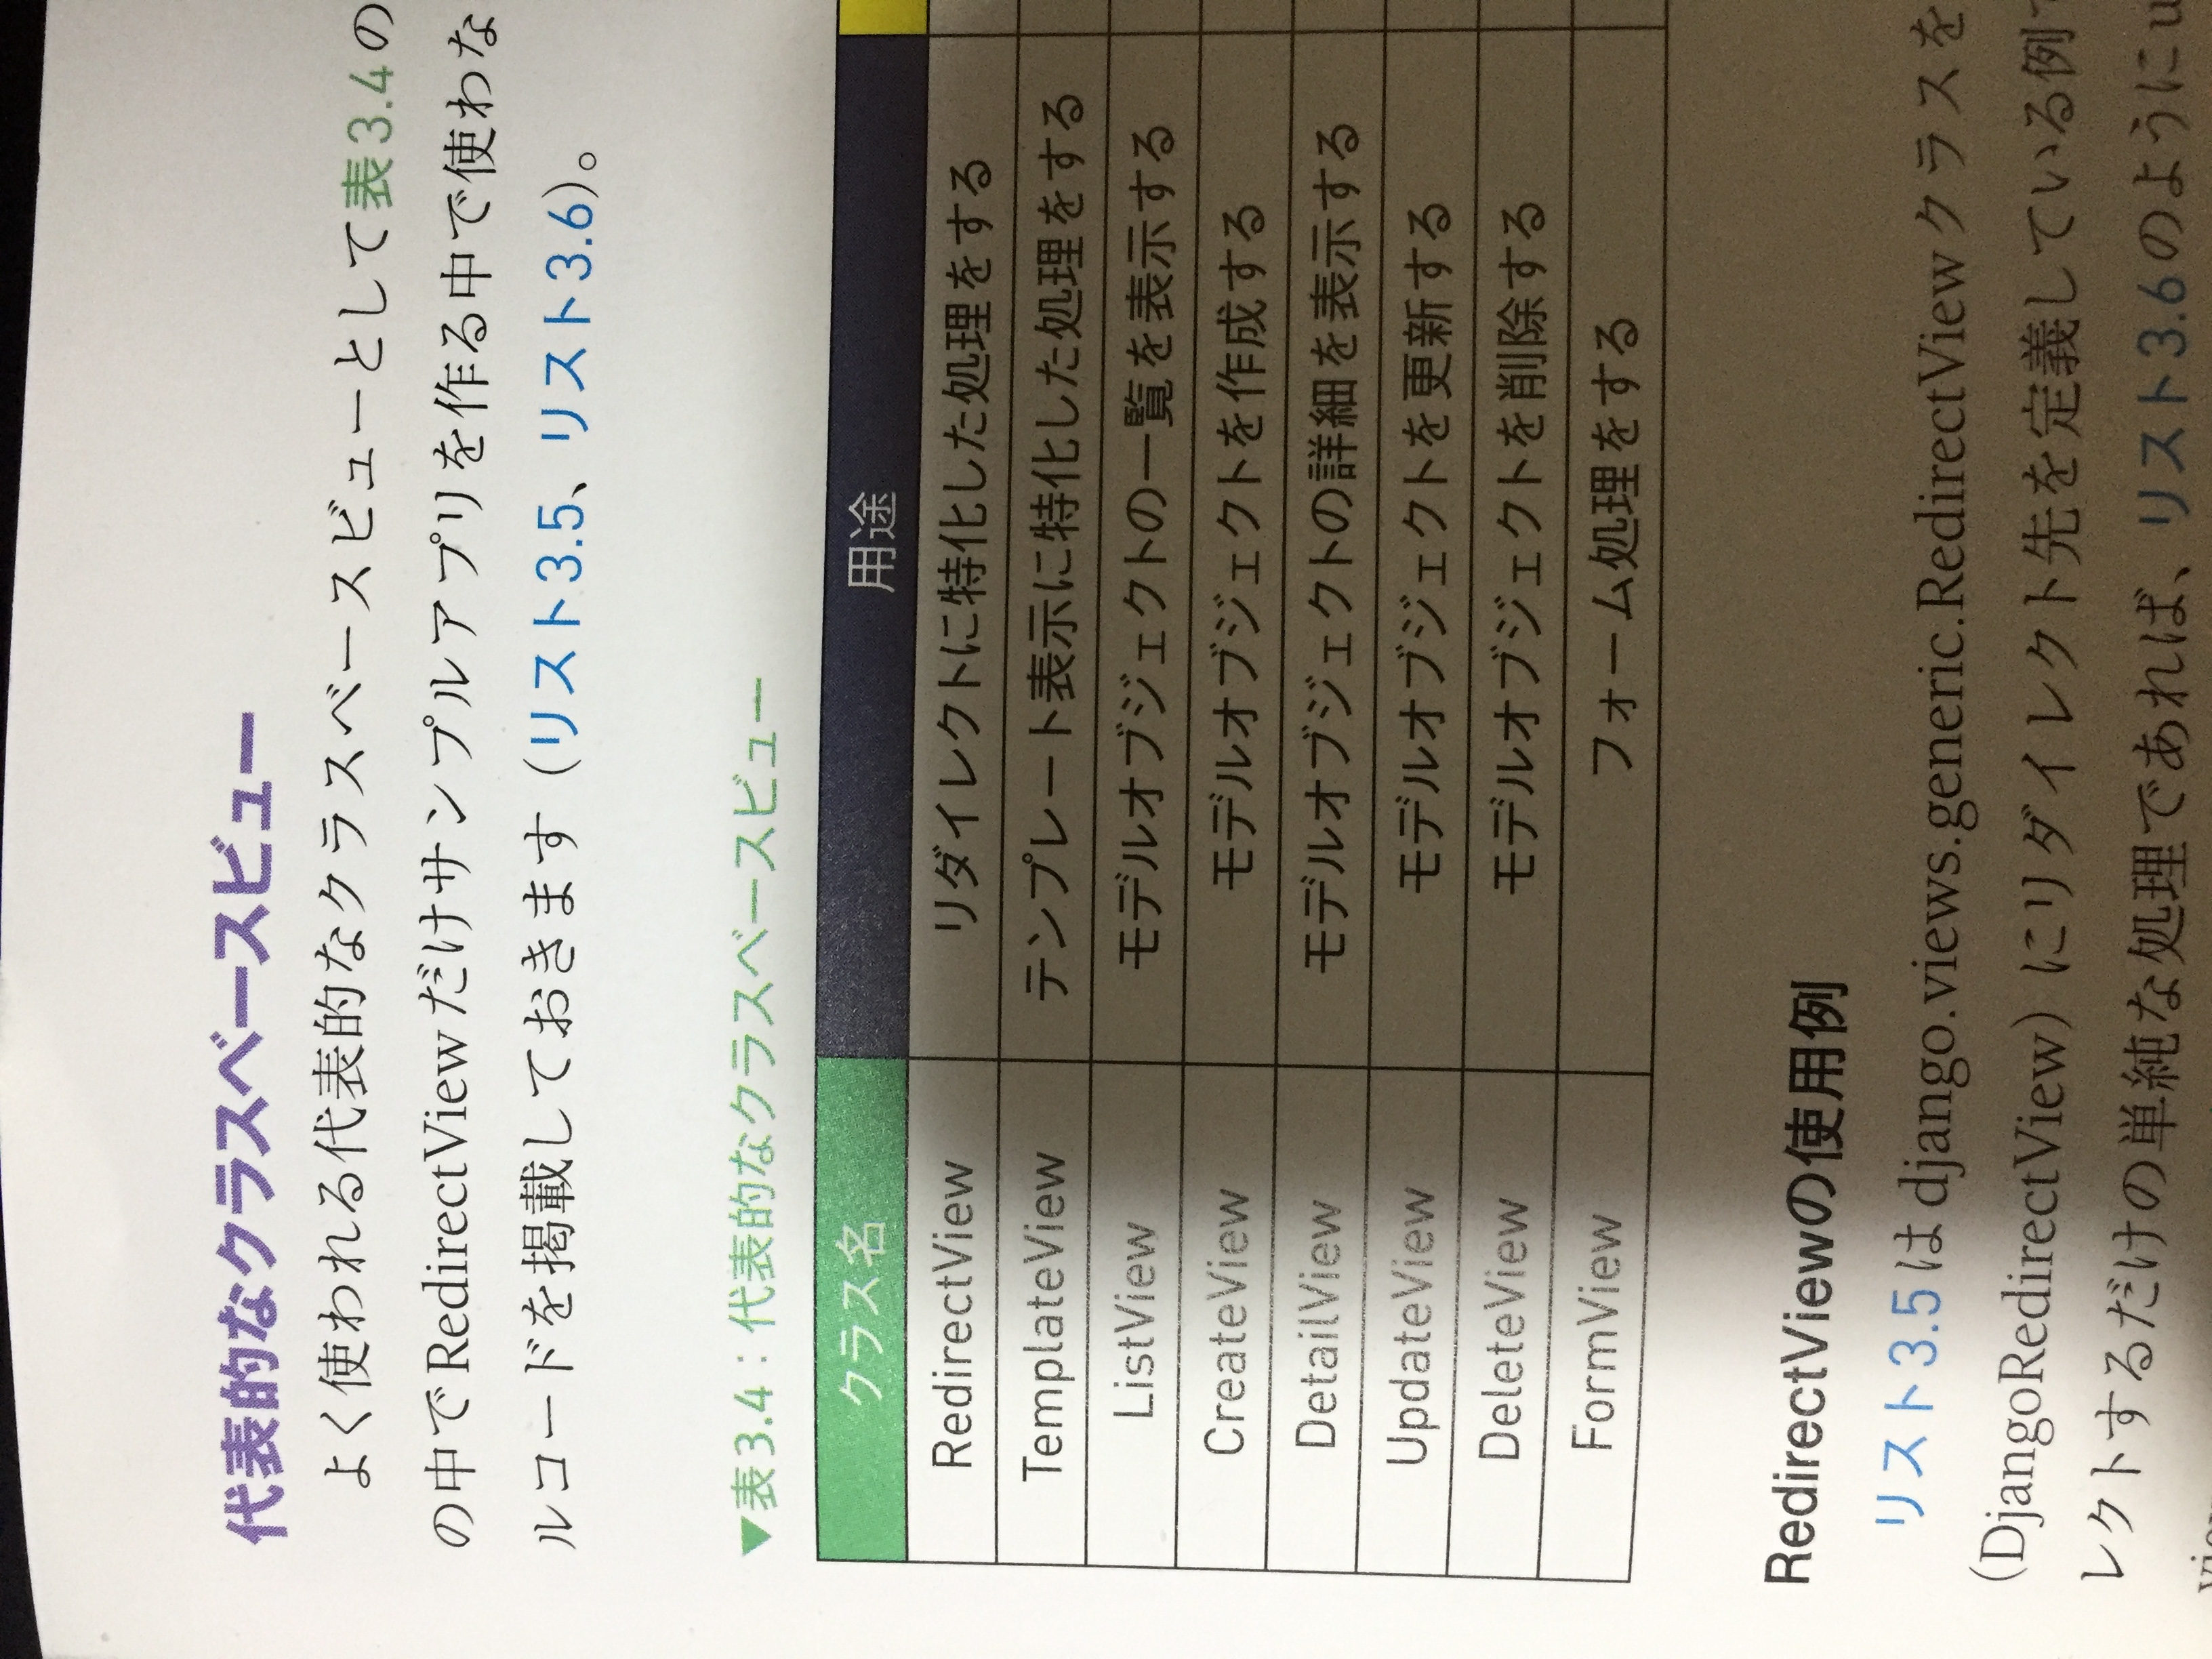 代表的なクラスベースビュー
よく使われる代表的なクラスベースビューとして表3.4の
の中でRedirectViewだけサンプルアプリを作る中で使わな
ルコードを掲載しておきます（リスト3.5、リスト3.6）。
▼表3.4：代表的なクラスベースビュー
クラス名 用途
RedirectView リダイレクトに特化した処理をする
TemplateView テンプレート表示に特化した処理をする
ListView モデルオブジェクトの一覧を表示する
CreateView モデルオブジェクトを作成する
DetailView モデルオブジェクトの詳細を表示する
UpdateView モデルオブジェクトを更新する
DeleteView モデルオブジェクトを削除する
FormView フォーム処理をする
RedirectViewの使用例
リスト3.5はdjango.views.generic.RedirectViewクラスを
（DjangoRedirectView）にリダイレクト先を定義している例
レクトするだけの単純な処理であれば、リスト3.6のようにu